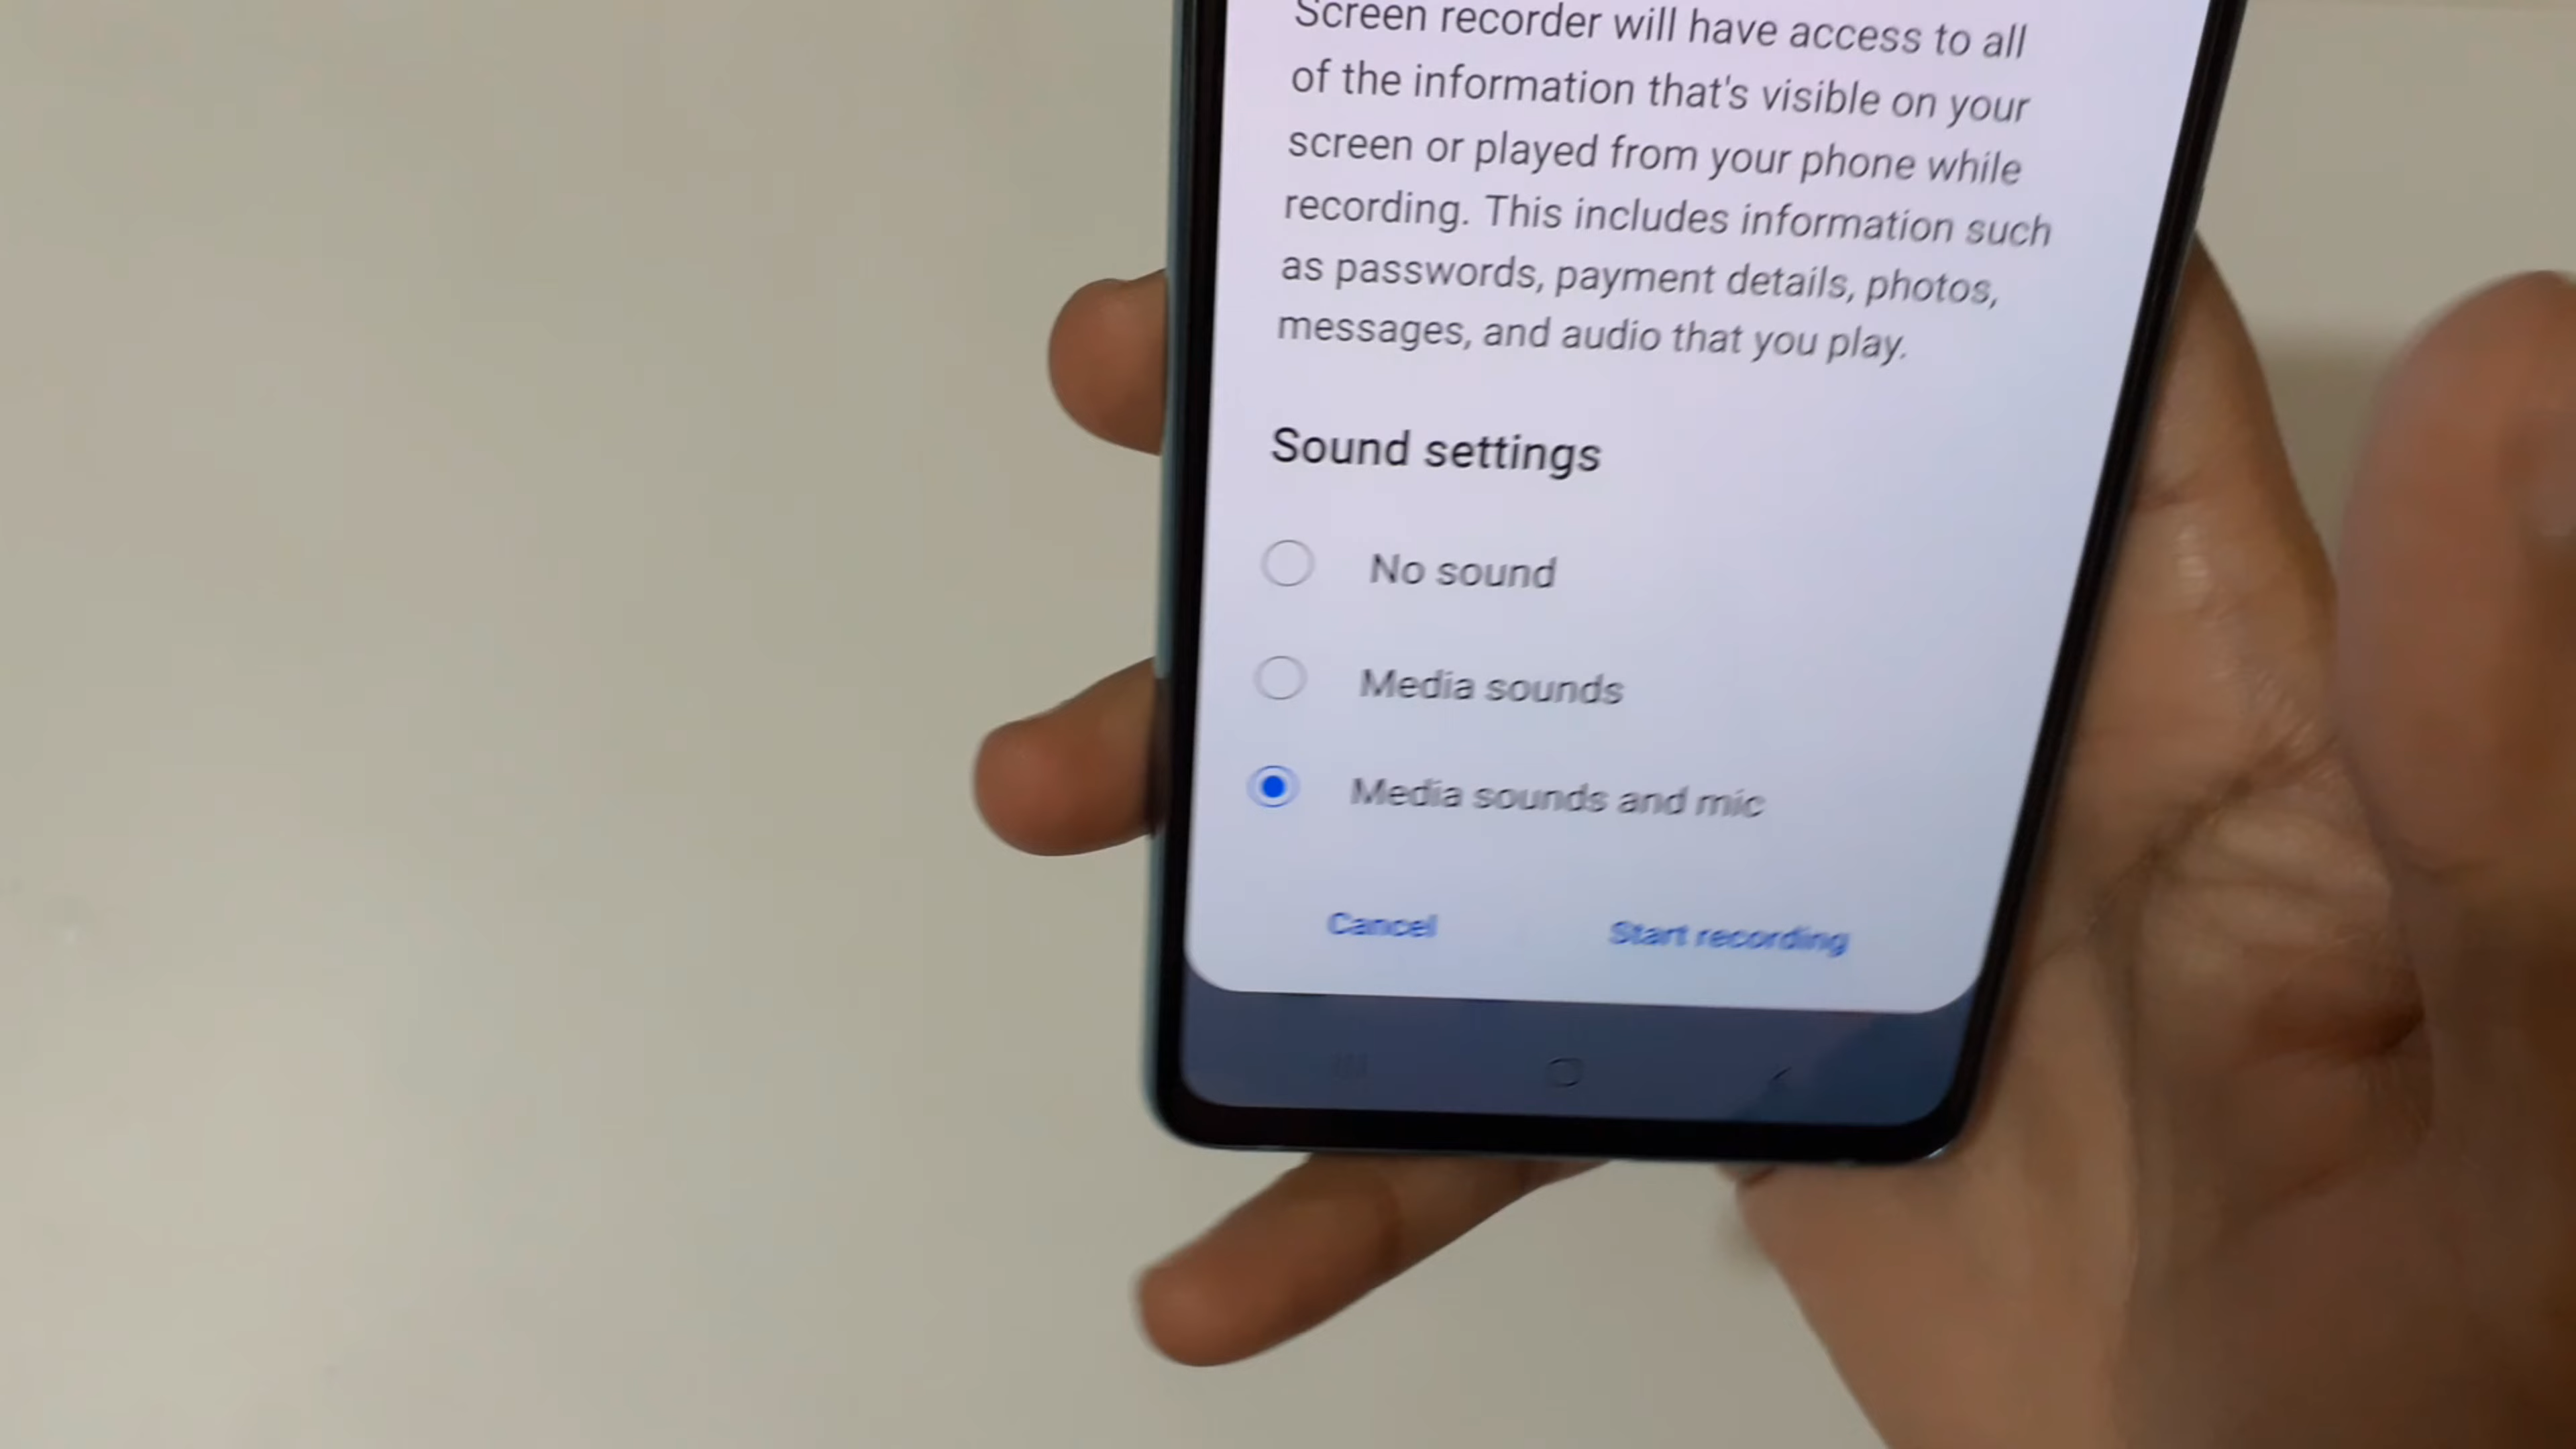 Screen recorder will have access to all
of the information that's visible on your
screen or played from your phone while
recording. This includes information such
as passwords, payment details, photos,
messages, and audio that you play.
Sound settings
No sound
Media sounds
Media sounds and mic
Cancel Start recording